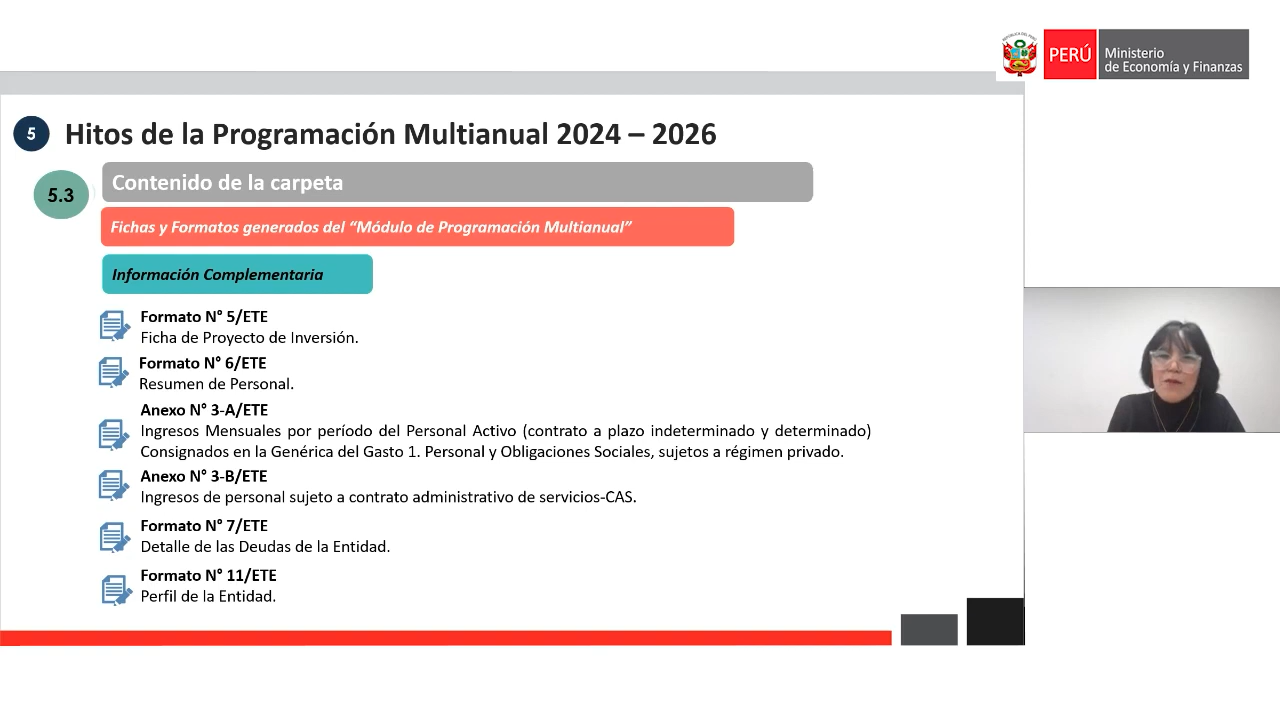 REPÚBLICA DEL PERÚ
PERÚ
Ministerio
de Economía y Finanzas
5
Hitos de la Programación Multianual 2024 – 2026
5.3
Contenido de la carpeta
Fichas y Formatos generados del “Módulo de Programación Multianual”
Información Complementaria
Formato N° 5/ETE
Ficha de Proyecto de Inversión.
Formato N° 6/ETE
Resumen de Personal.
Anexo N° 3-A/ETE
Ingresos Mensuales por período del Personal Activo (contrato a plazo indeterminado y determinado)
Consignados en la Genérica del Gasto 1. Personal y Obligaciones Sociales, sujetos a régimen privado.
Anexo N° 3-B/ETE
Ingresos de personal sujeto a contrato administrativo de servicios-CAS.
Formato N° 7/ETE
Detalle de las Deudas de la Entidad.
Formato N° 11/ETE
Perfil de la Entidad.